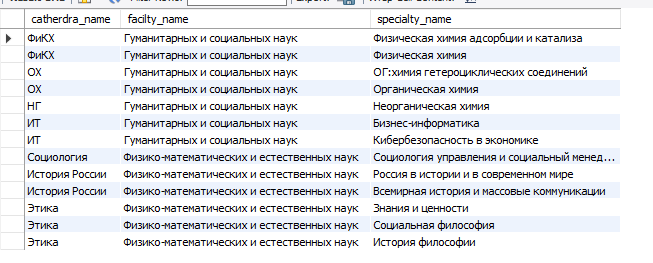 catherdra_name facilty_name specialty_name
ФиКХ Гуманитарных и социальных наук Физическая химия адсорбции и катализа
ФиКХ Гуманитарных и социальных наук Физическая химия
ОХ Гуманитарных и социальных наук ОГ:химия гетероциклических соединений
ОХ Гуманитарных и социальных наук Органическая химия
НГ Гуманитарных и социальных наук Неорганическая химия
ИТ Гуманитарных и социальных наук Бизнес-информатика
ИТ Гуманитарных и социальных наук Кибербезопасность в экономике
Социология Физико-математических и естественных наук Социология управления и социальный менед...
История России Физико-математических и естественных наук Россия в истории и в современном мире
История России Физико-математических и естественных наук Всемирная история и массовые коммуникации
Этика Физико-математических и естественных наук Знания и ценности
Этика Физико-математических и естественных наук Социальная философия
Этика Физико-математических и естественных наук История философии